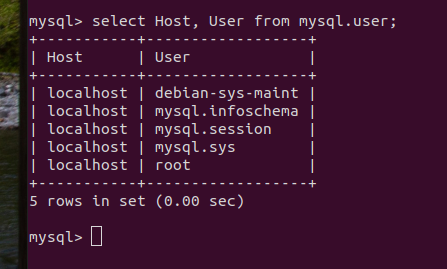 mysql> select Host, User from mysql.user;
+-----------+------------------+
| Host      | User             |
+-----------+------------------+
| localhost | debian-sys-maint |
| localhost | mysql.infoschema |
| localhost | mysql.session    |
| localhost | mysql.sys        |
| localhost | root             |
+-----------+------------------+
5 rows in set (0.00 sec)
mysql>